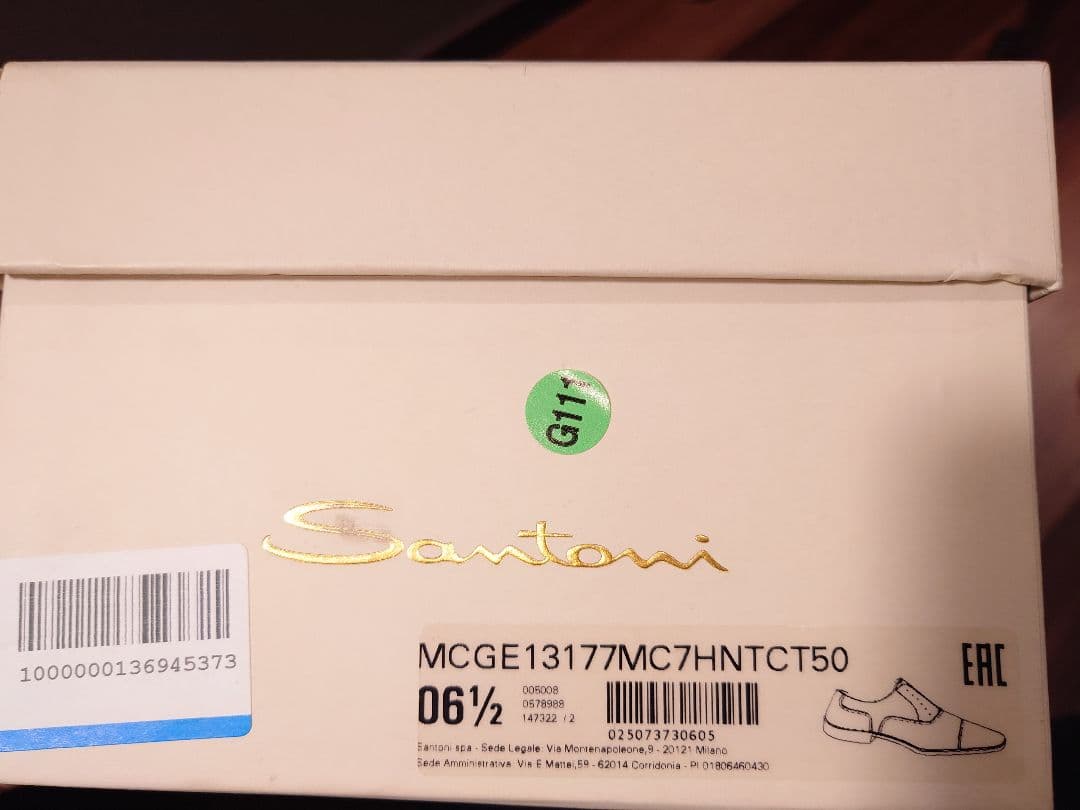 G111
Santoni
1000000136945373
MCGE13177MC7HNTCT50
EAC
06½
005008
0578988
147322 /2
025073730605
Santoni spa - Sede Legale: Via Montenapoleone,9 - 20121 Milano
Sede Amministrativa: Via E Mattei,59 - 62014 Corridonia - PI 01806460430